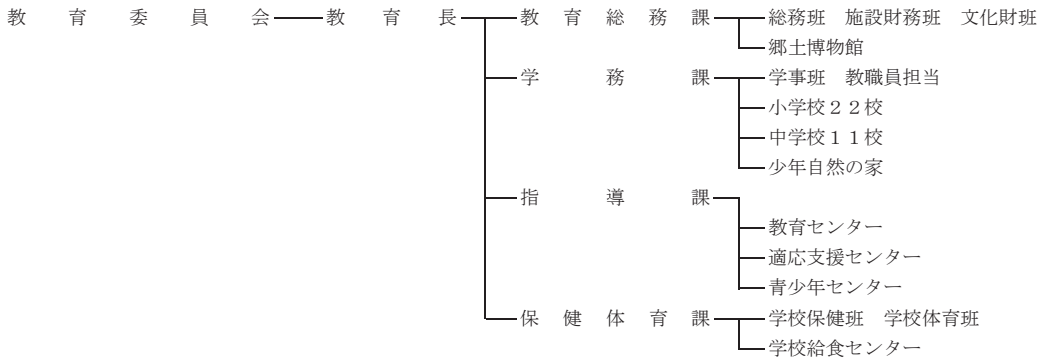 教育委員会 教育長 教育総務課 総務班 施設財務班 文化財班
郷土博物館
学務課 学事班 教職員担当
小学校２２校
中学校１１校
少年自然の家
指導課
教育センター
適応支援センター
青少年センター
保健体育課 学校保健班 学校体育班
学校給食センター